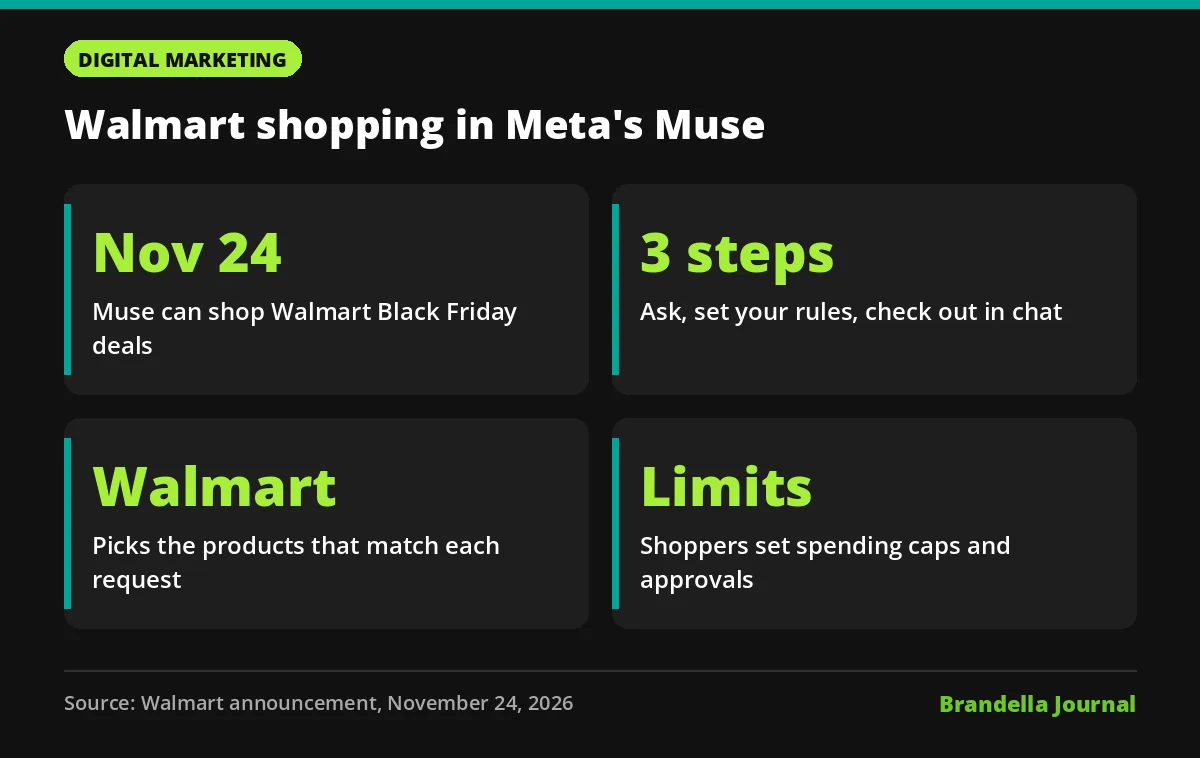 DIGITAL MARKETING
Walmart shopping in Meta's Muse
Nov 24
Muse can shop Walmart Black Friday
deals
3 steps
Ask, set your rules, check out in chat
Walmart
Picks the products that match each
request
Limits
Shoppers set spending caps and
approvals
Source: Walmart announcement, November 24, 2026
Brandella Journal